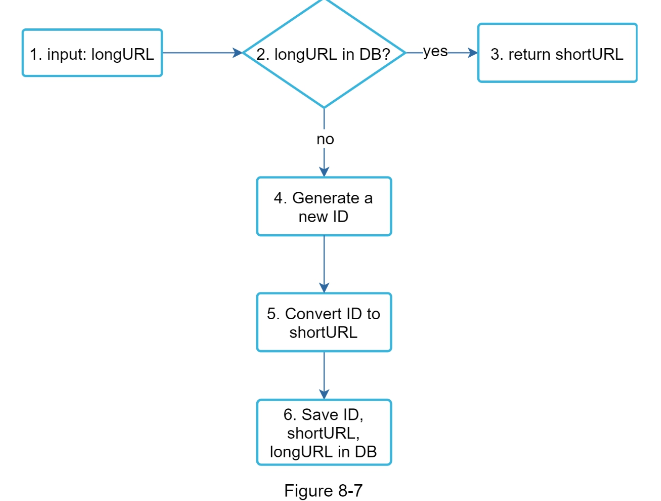 1. input: longURL
2. longURL in DB?
yes
3. return shortURL
no
4. Generate a
new ID
5. Convert ID to
shortURL
6. Save ID,
shortURL,
longURL in DB
Figure 8-7